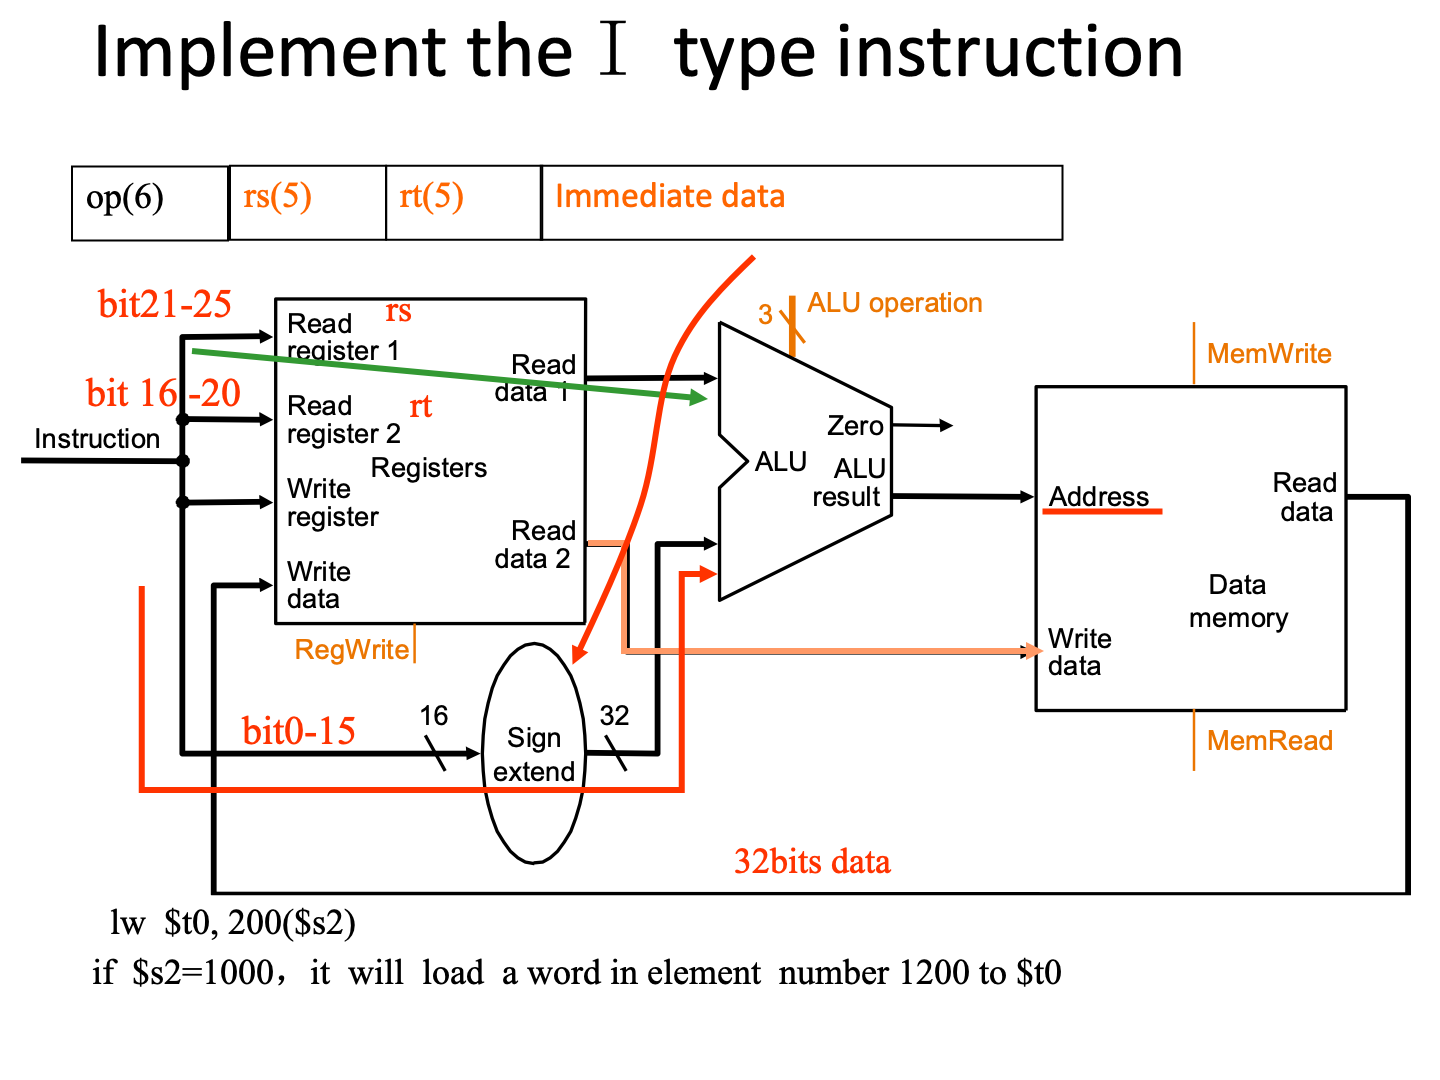 Implement the I type instruction
op(6) rs(5) rt(5) Immediate data
bit21-25
rs
Read
register 1
Read
data 1
3
ALU operation
MemWrite
bit 16 -20
Read
register 2
rt
Instruction
Registers
Write
register
Read
data 2
Write
data
RegWrite
Zero
ALU
ALU
result
Address
Read
data
Data
memory
Write
data
MemRead
bit0-15
16
Sign
extend
32
32bits data
lw $t0, 200($s2)
if $s2=1000，it will load a word in element number 1200 to $t0